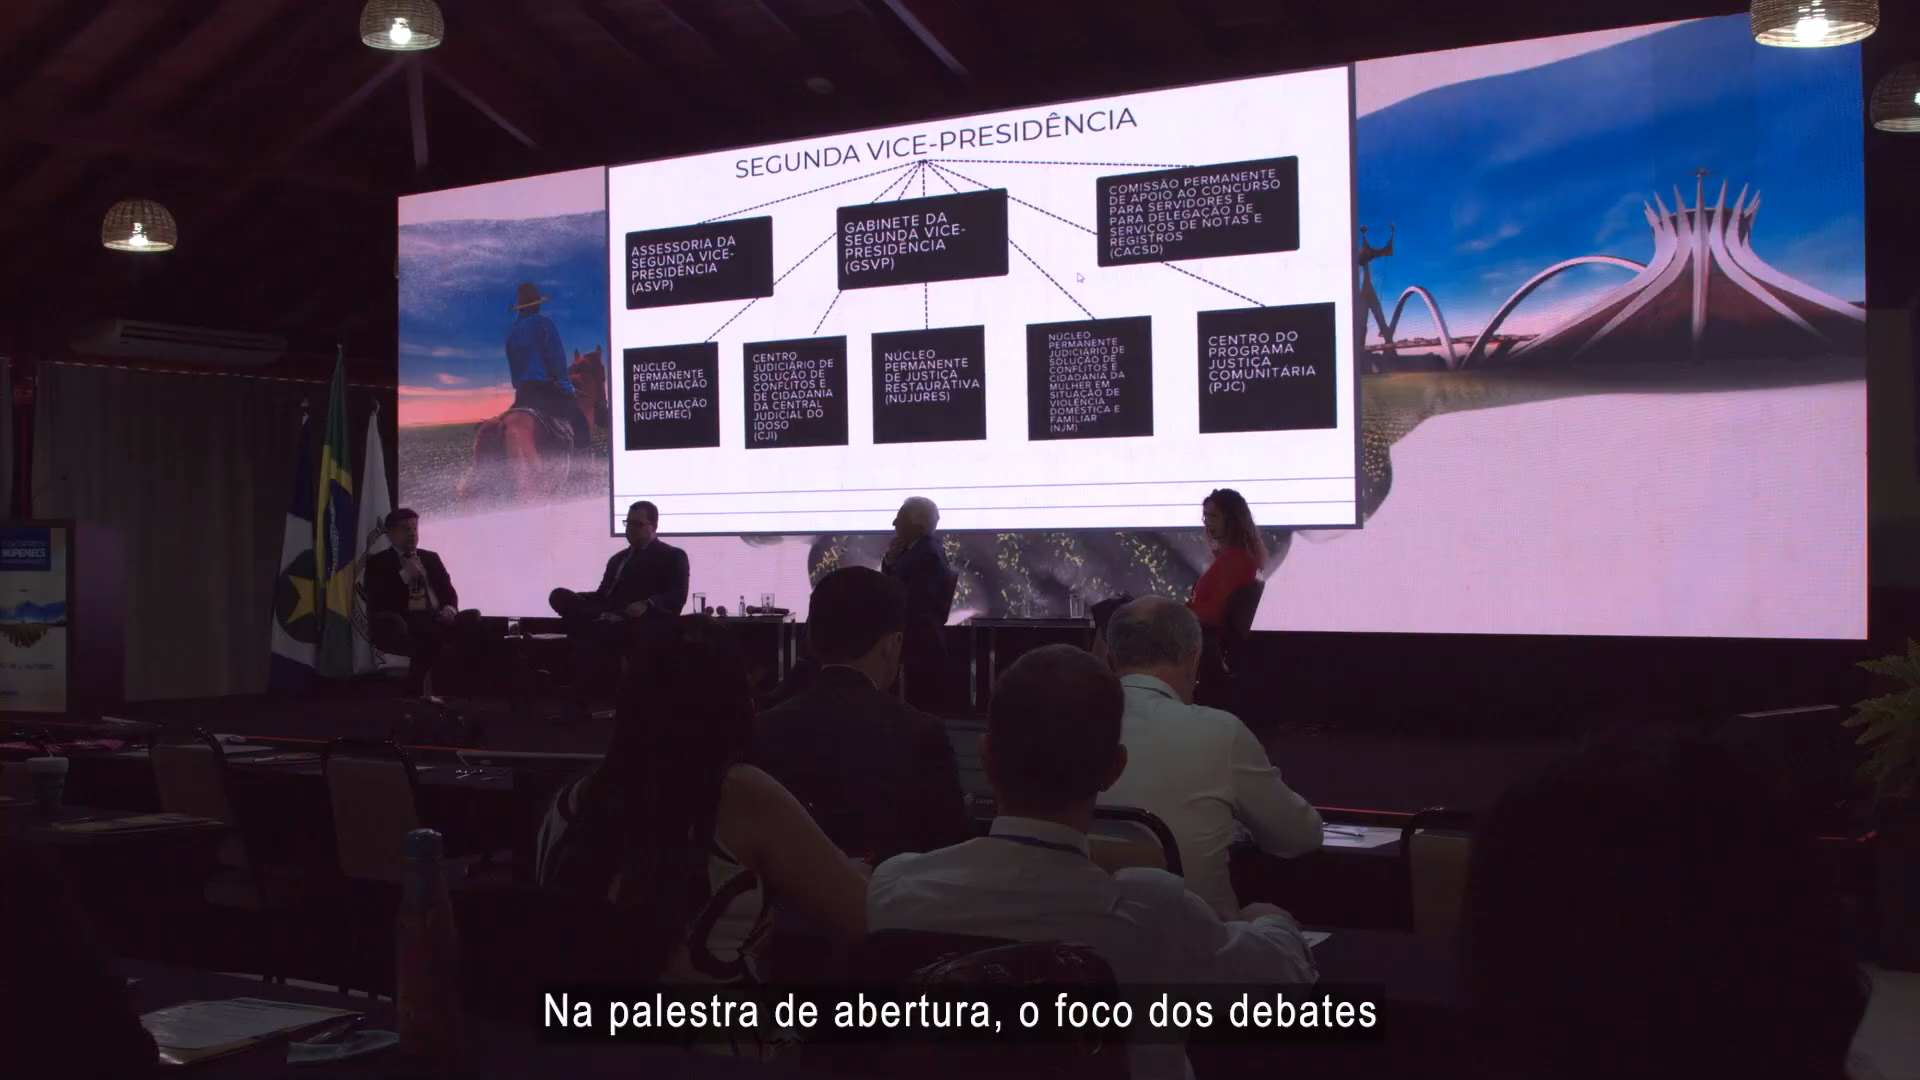 SEGUNDA VICE-PRESIDÊNCIA
ASSESSORIA DA
SEGUNDA VICE-
PRESIDÊNCIA
(ASVP)
GABINETE DA
SEGUNDA VICE-
PRESIDÊNCIA
(GSVP)
COMISSÃO PERMANENTE
DE APOIO AO CONCURSO
PARA SERVIDORES E
PARA DELEGAÇÃO DE
SERVIÇOS DE NOTAS E
REGISTROS
(CACSD)
NÚCLEO
PERMANENTE
DE MEDIAÇÃO
E
CONCILIAÇÃO
(NUPEMEC)
CENTRO
JUDICIÁRIO DE
SOLUÇÃO DE
CONFLITOS E
DE CIDADANIA
DA CENTRAL
JUDICIAL DO
IDOSO
(CJI)
NÚCLEO
PERMANENTE
DE JUSTIÇA
RESTAURATIVA
(NUJURES)
NÚCLEO
PERMANENTE
JUDICIÁRIO DE
SOLUÇÃO DE
CONFLITOS E
CIDADANIA DA
MULHER EM
SITUAÇÃO DE
VIOLÊNCIA
DOMÉSTICA E
FAMILIAR
(NJM)
CENTRO DO
PROGRAMA
JUSTIÇA
COMUNITÁRIA
(PJC)
NUPEMECS
Na palestra de abertura, o foco dos debates